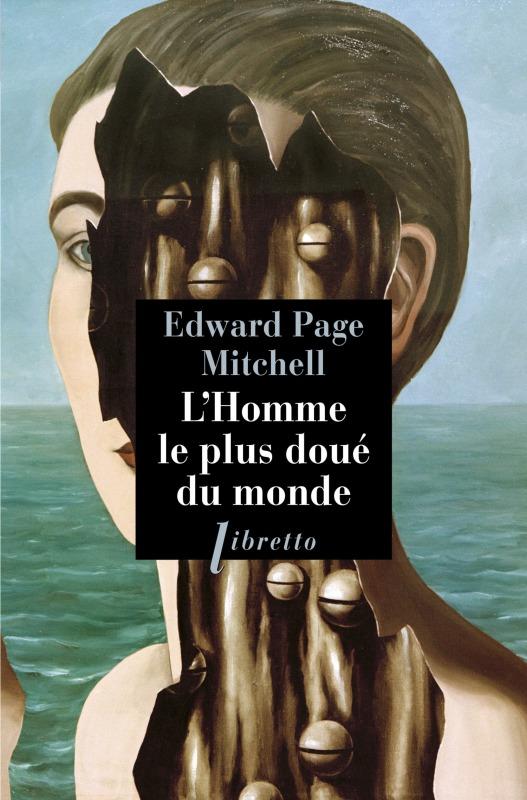 Edward Page
Mitchell
L'Homme
le plus doué
du monde
libretto